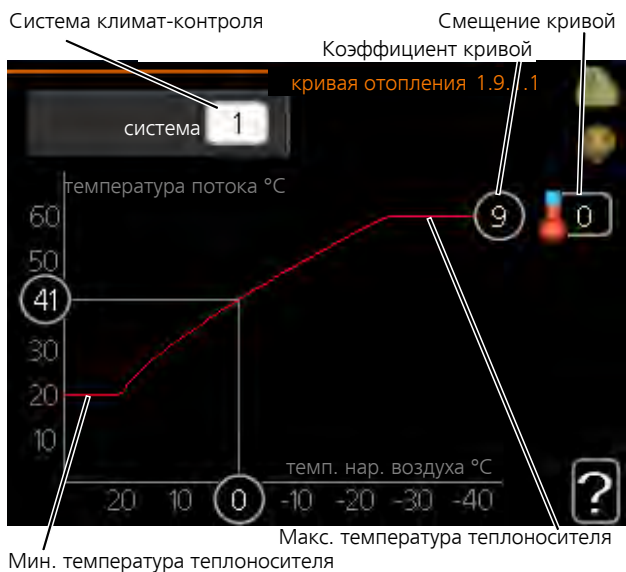 Система климат-контроля
Смещение кривой
Коэффициент кривой
кривая отопления 1.9.1.1
система 1
температура потока °C
9 0
60
50
41
30
20
10
темп. нар. воздуха °C
20 10 0 -10 -20 -30 -40 ?
Макс. температура теплоносителя
Мин. температура теплоносителя